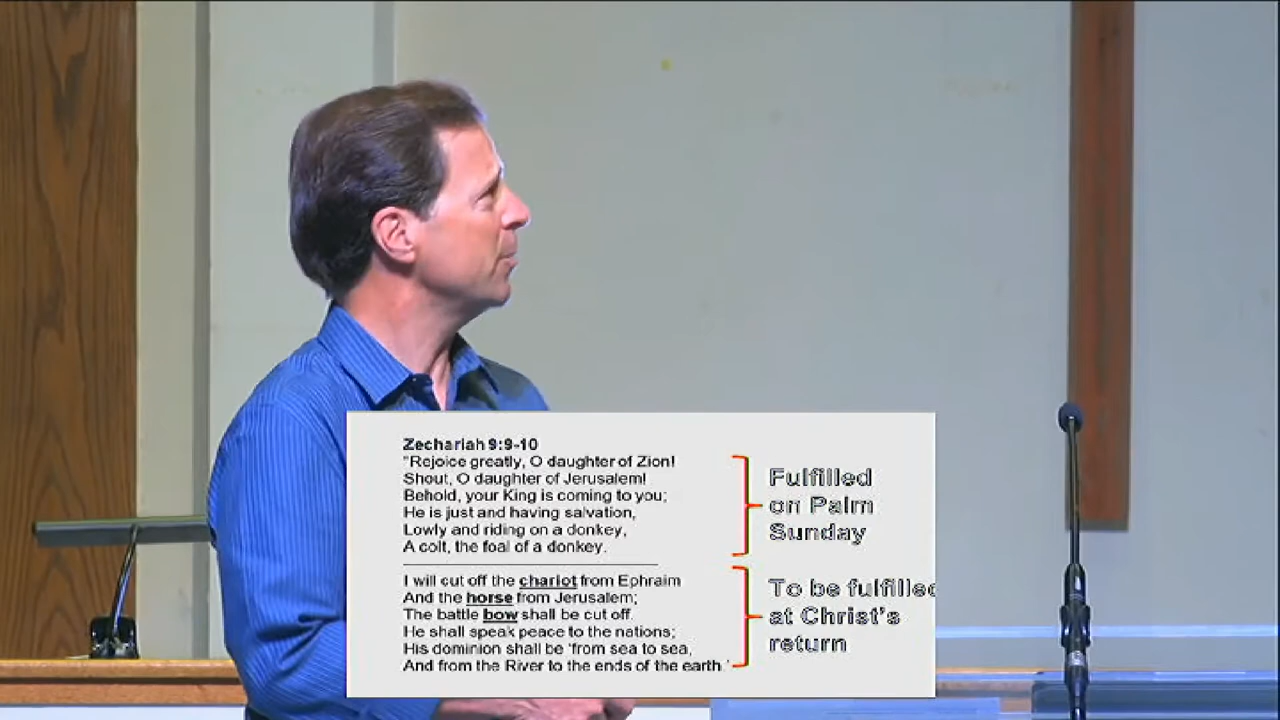 Zechariah 9:9-10
"Rejoice greatly, O daughter of Zion!
Shout, O daughter of Jerusalem!
Behold, your King is coming to you;
He is just and having salvation,
Lowly and riding on a donkey,
A colt, the foal of a donkey.
Fulfilled
on Palm
Sunday
I will cut off the chariot from Ephraim
And the horse from Jerusalem;
The battle bow shall be cut off.
He shall speak peace to the nations;
His dominion shall be 'from sea to sea,
And from the River to the ends of the earth.'
To be fulfilled
at Christ's
return